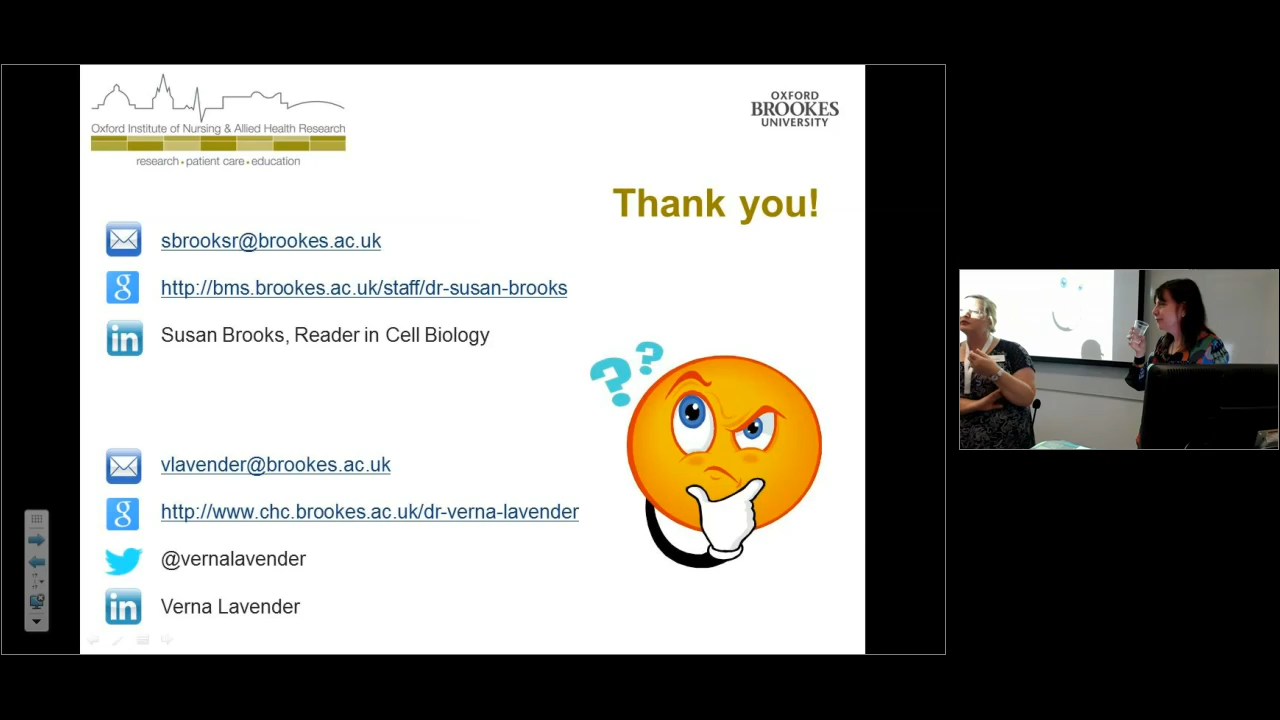 Oxford Institute of Nursing & Allied Health Research
research • patient care • education
OXFORD
BROOKES
UNIVERSITY
Thank you!
sbrooksr@brookes.ac.uk
http://bms.brookes.ac.uk/staff/dr-susan-brooks
Susan Brooks, Reader in Cell Biology
??
vlavender@brookes.ac.uk
http://www.chc.brookes.ac.uk/dr-verna-lavender
@vernalavender
Verna Lavender